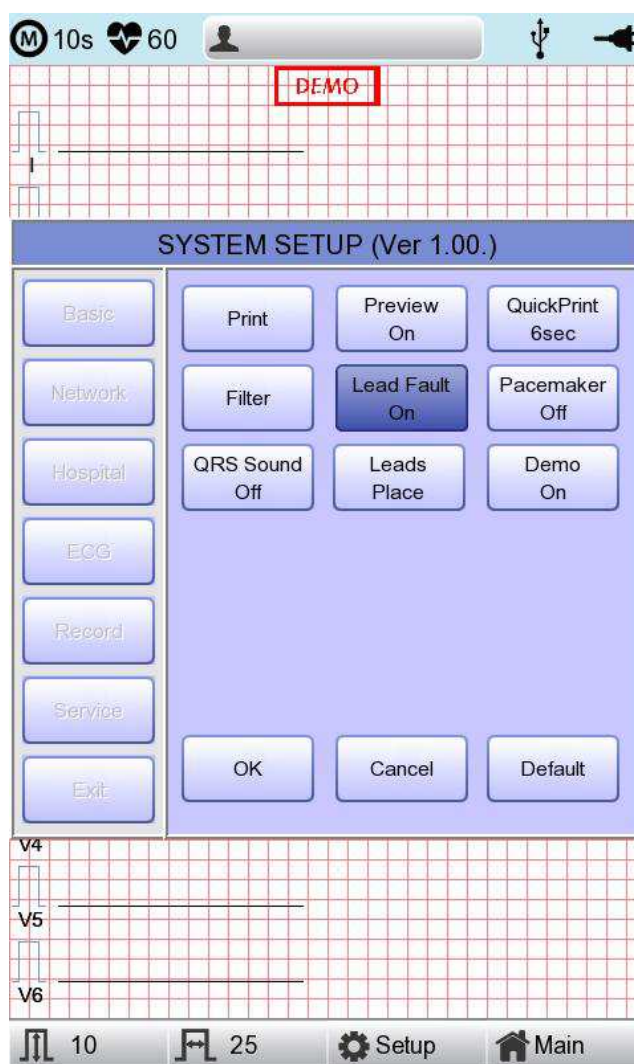 M 10s 60
DEMO
I
SYSTEM SETUP (Ver 1.00.)
Basic
Network
Hospital
ECG
Record
Service
Exit
Print
Preview
On
QuickPrint
6sec
Filter
Lead Fault
On
Pacemaker
Off
QRS Sound
Off
Leads
Place
Demo
On
OK
Cancel
Default
V4
V5
V6
10
25
Setup
Main